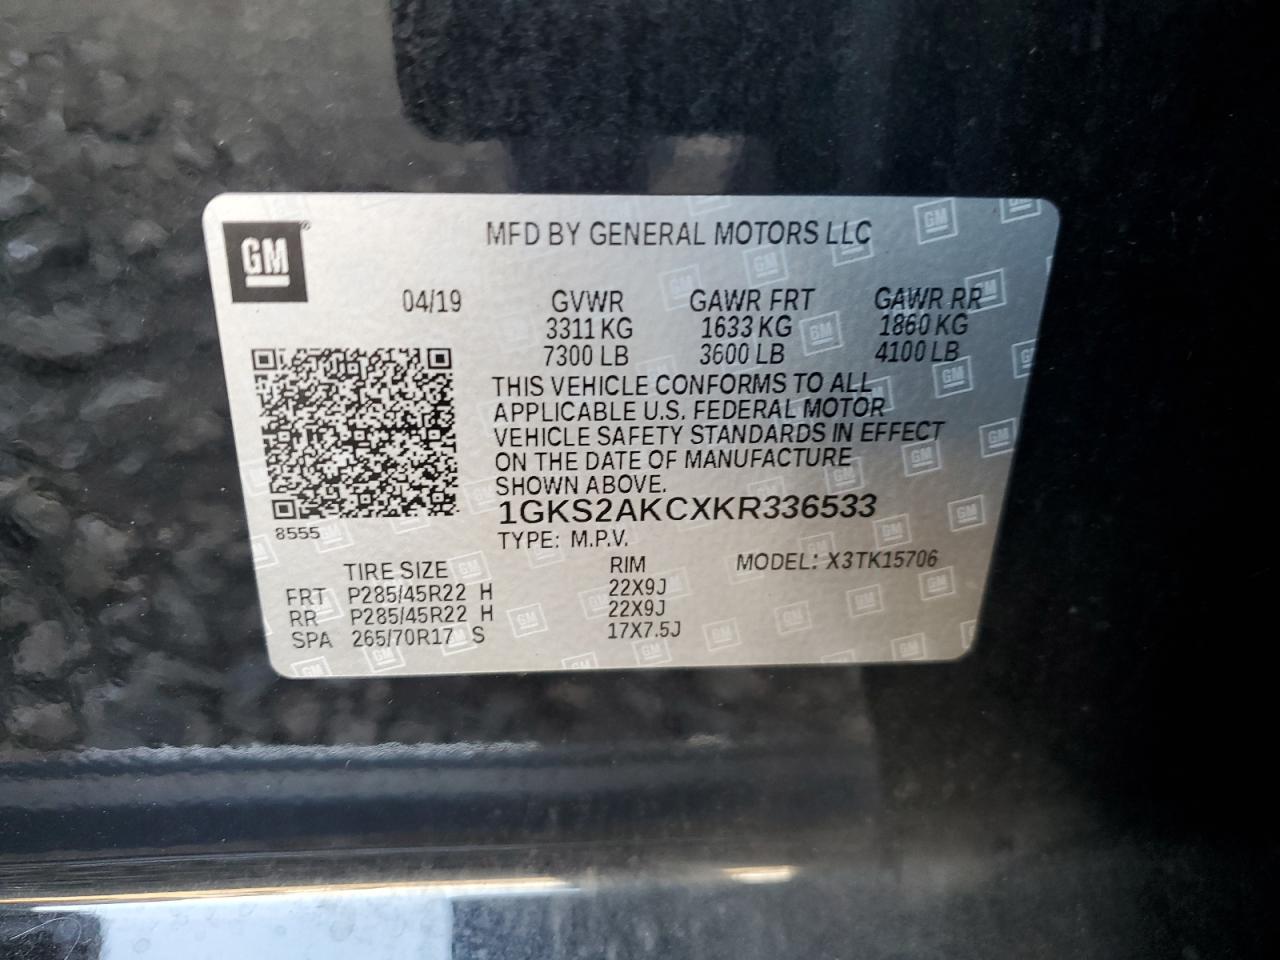 GM
MFD BY GENERAL MOTORS LLC
04/19 GVWR GAWR FRT GAWR RR
3311 KG 1633 KG 1860 KG
7300 LB 3600 LB 4100 LB
THIS VEHICLE CONFORMS TO ALL
APPLICABLE U.S. FEDERAL MOTOR
VEHICLE SAFETY STANDARDS IN EFFECT
ON THE DATE OF MANUFACTURE
SHOWN ABOVE.
1GKS2AKCXKR336533
8555
TYPE: M.P.V.
TIRE SIZE RIM MODEL: X3TK15706
FRT P285/45R22 H 22X9J
RR P285/45R22 H 22X9J
SPA 265/70R17 S 17X7.5J